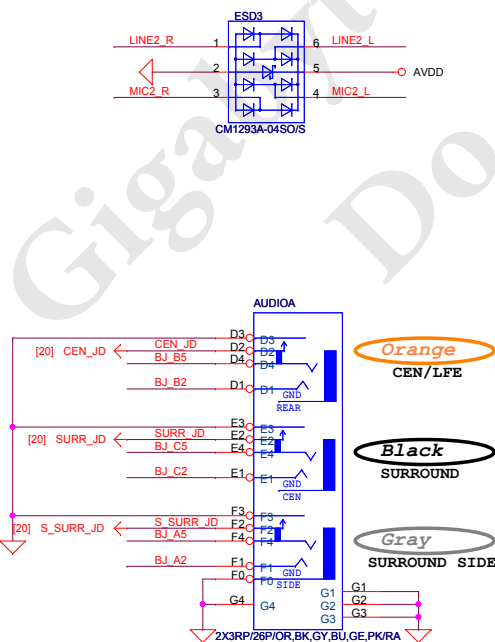 ESD3
LINE2_R 1 6 LINE2_L
2 5 AVDD
MIC2_R 3 4 MIC2_L
CM1293A-04SO/S
Gigabyt
Do
AUDIOA
D3 D3
[20] CEN_JD CEN_JD D2 D2
BJ_B5 D4 D4
BJ_B2 D1 D1
GND
REAR
Orange
CEN/LFE
E3 E3
[20] SURR_JD SURR_JD E2 E2
BJ_C5 E4 E4
BJ_C2 E1 E1
GND
CEN
Black
SURROUND
F3 F3
[20] S_SURR_JD S_SURR_JD F2 F2
BJ_A5 F4 F4
BJ_A2 F1 F1
GND
F0 F0
SIDE
Gray
SURROUND SIDE
G4 G4
G1 G1
G2 G2
G3 G3
2X3RP/26P/OR,BK,GY,BU,GE,PK/RA